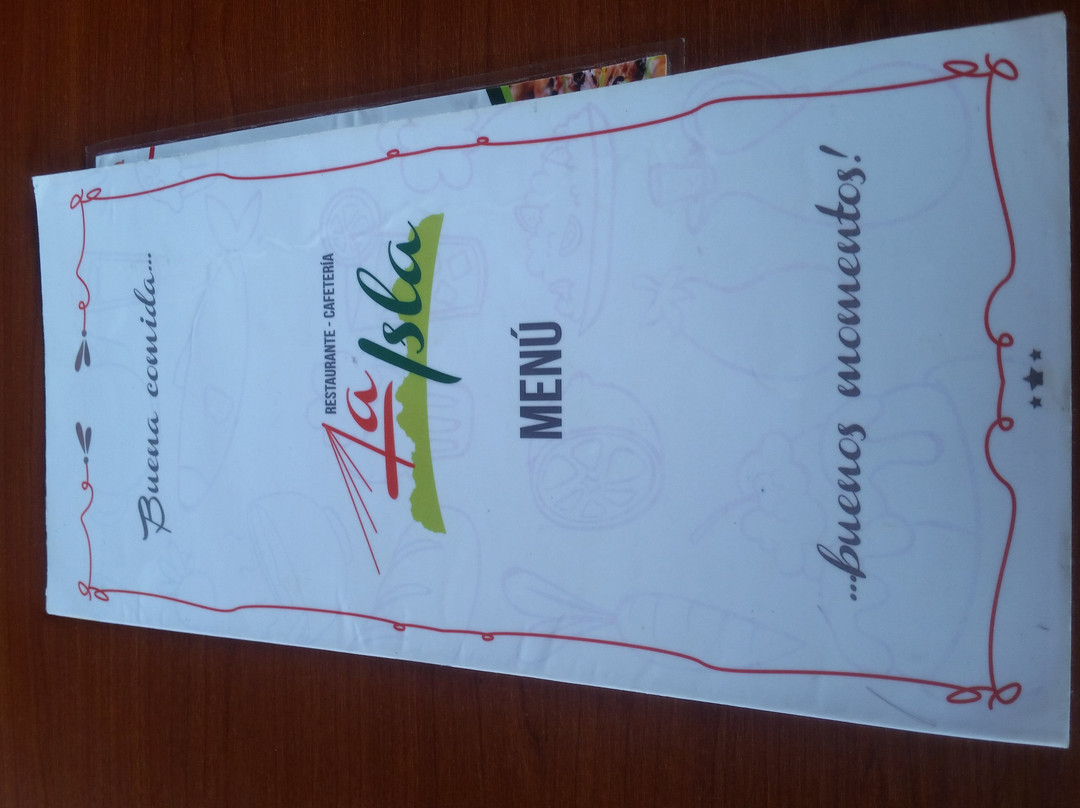 Buena comida...
RESTAURANTE - CAFETERÍA
La Isla
MENÚ
...buenos momentos!